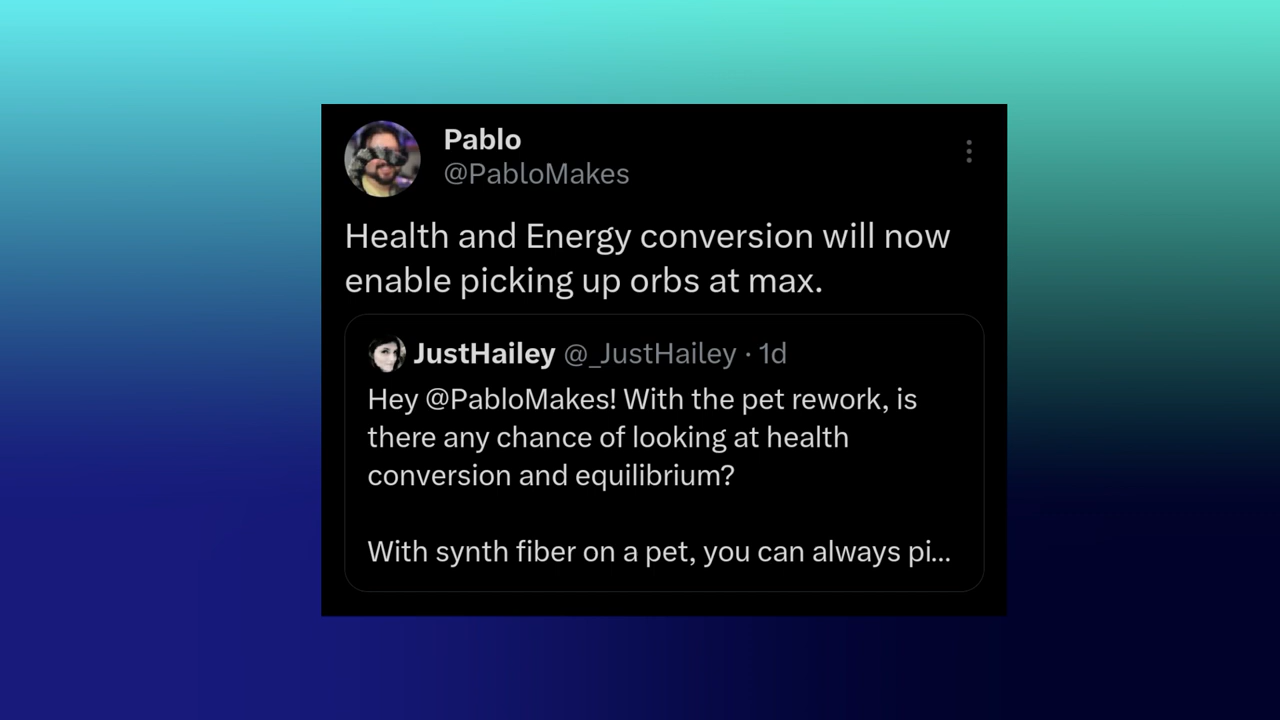 Pablo
@PabloMakes
Health and Energy conversion will now
enable picking up orbs at max.
JustHailey @_JustHailey · 1d
Hey @PabloMakes! With the pet rework, is
there any chance of looking at health
conversion and equilibrium?
With synth fiber on a pet, you can always pi...